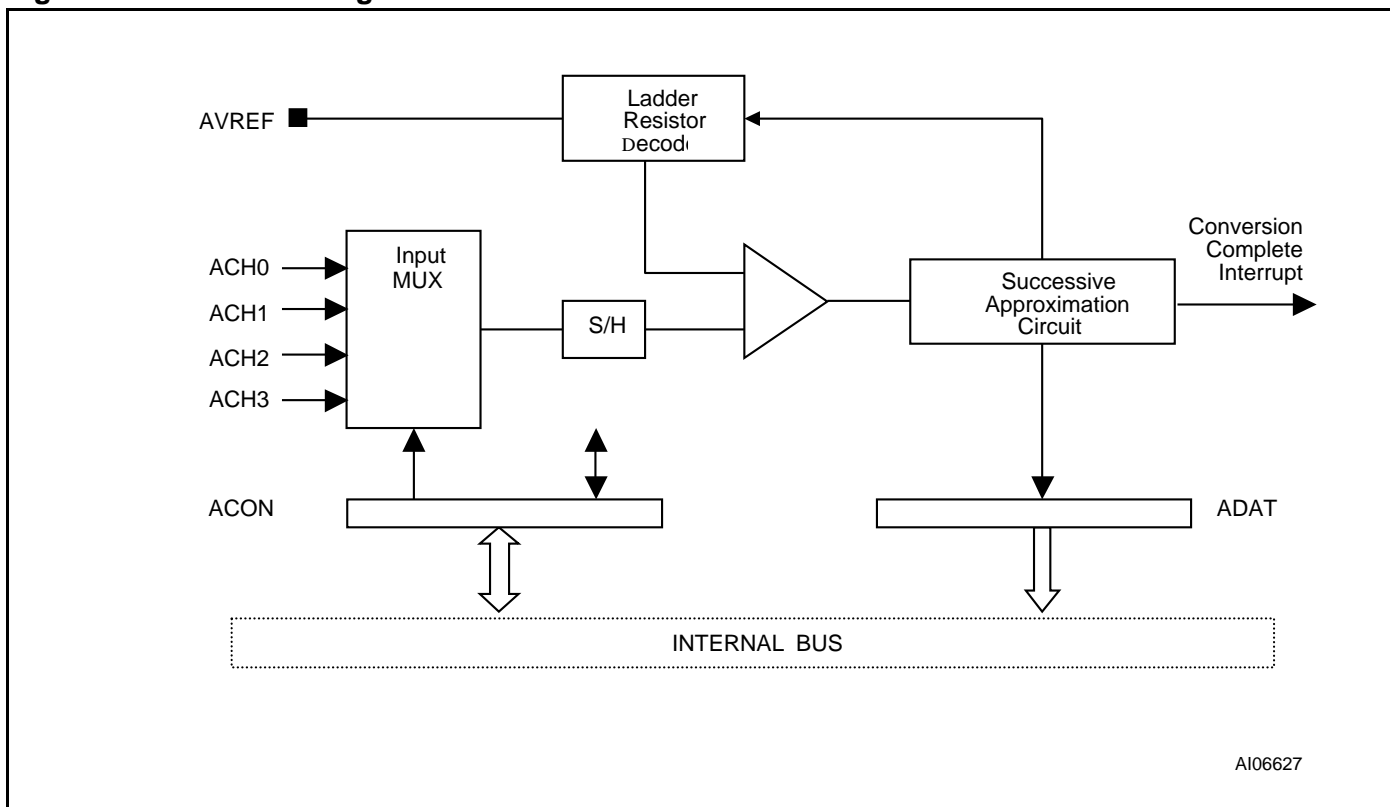 AVREF
Ladder
Resistor
Conversion
Complete
Interrupt
ACH0
ACH1
ACH2
ACH3
Input
MUX
S/H
Successive
Approximation
Circuit
ACON
ADAT
INTERNAL BUS
AI06627